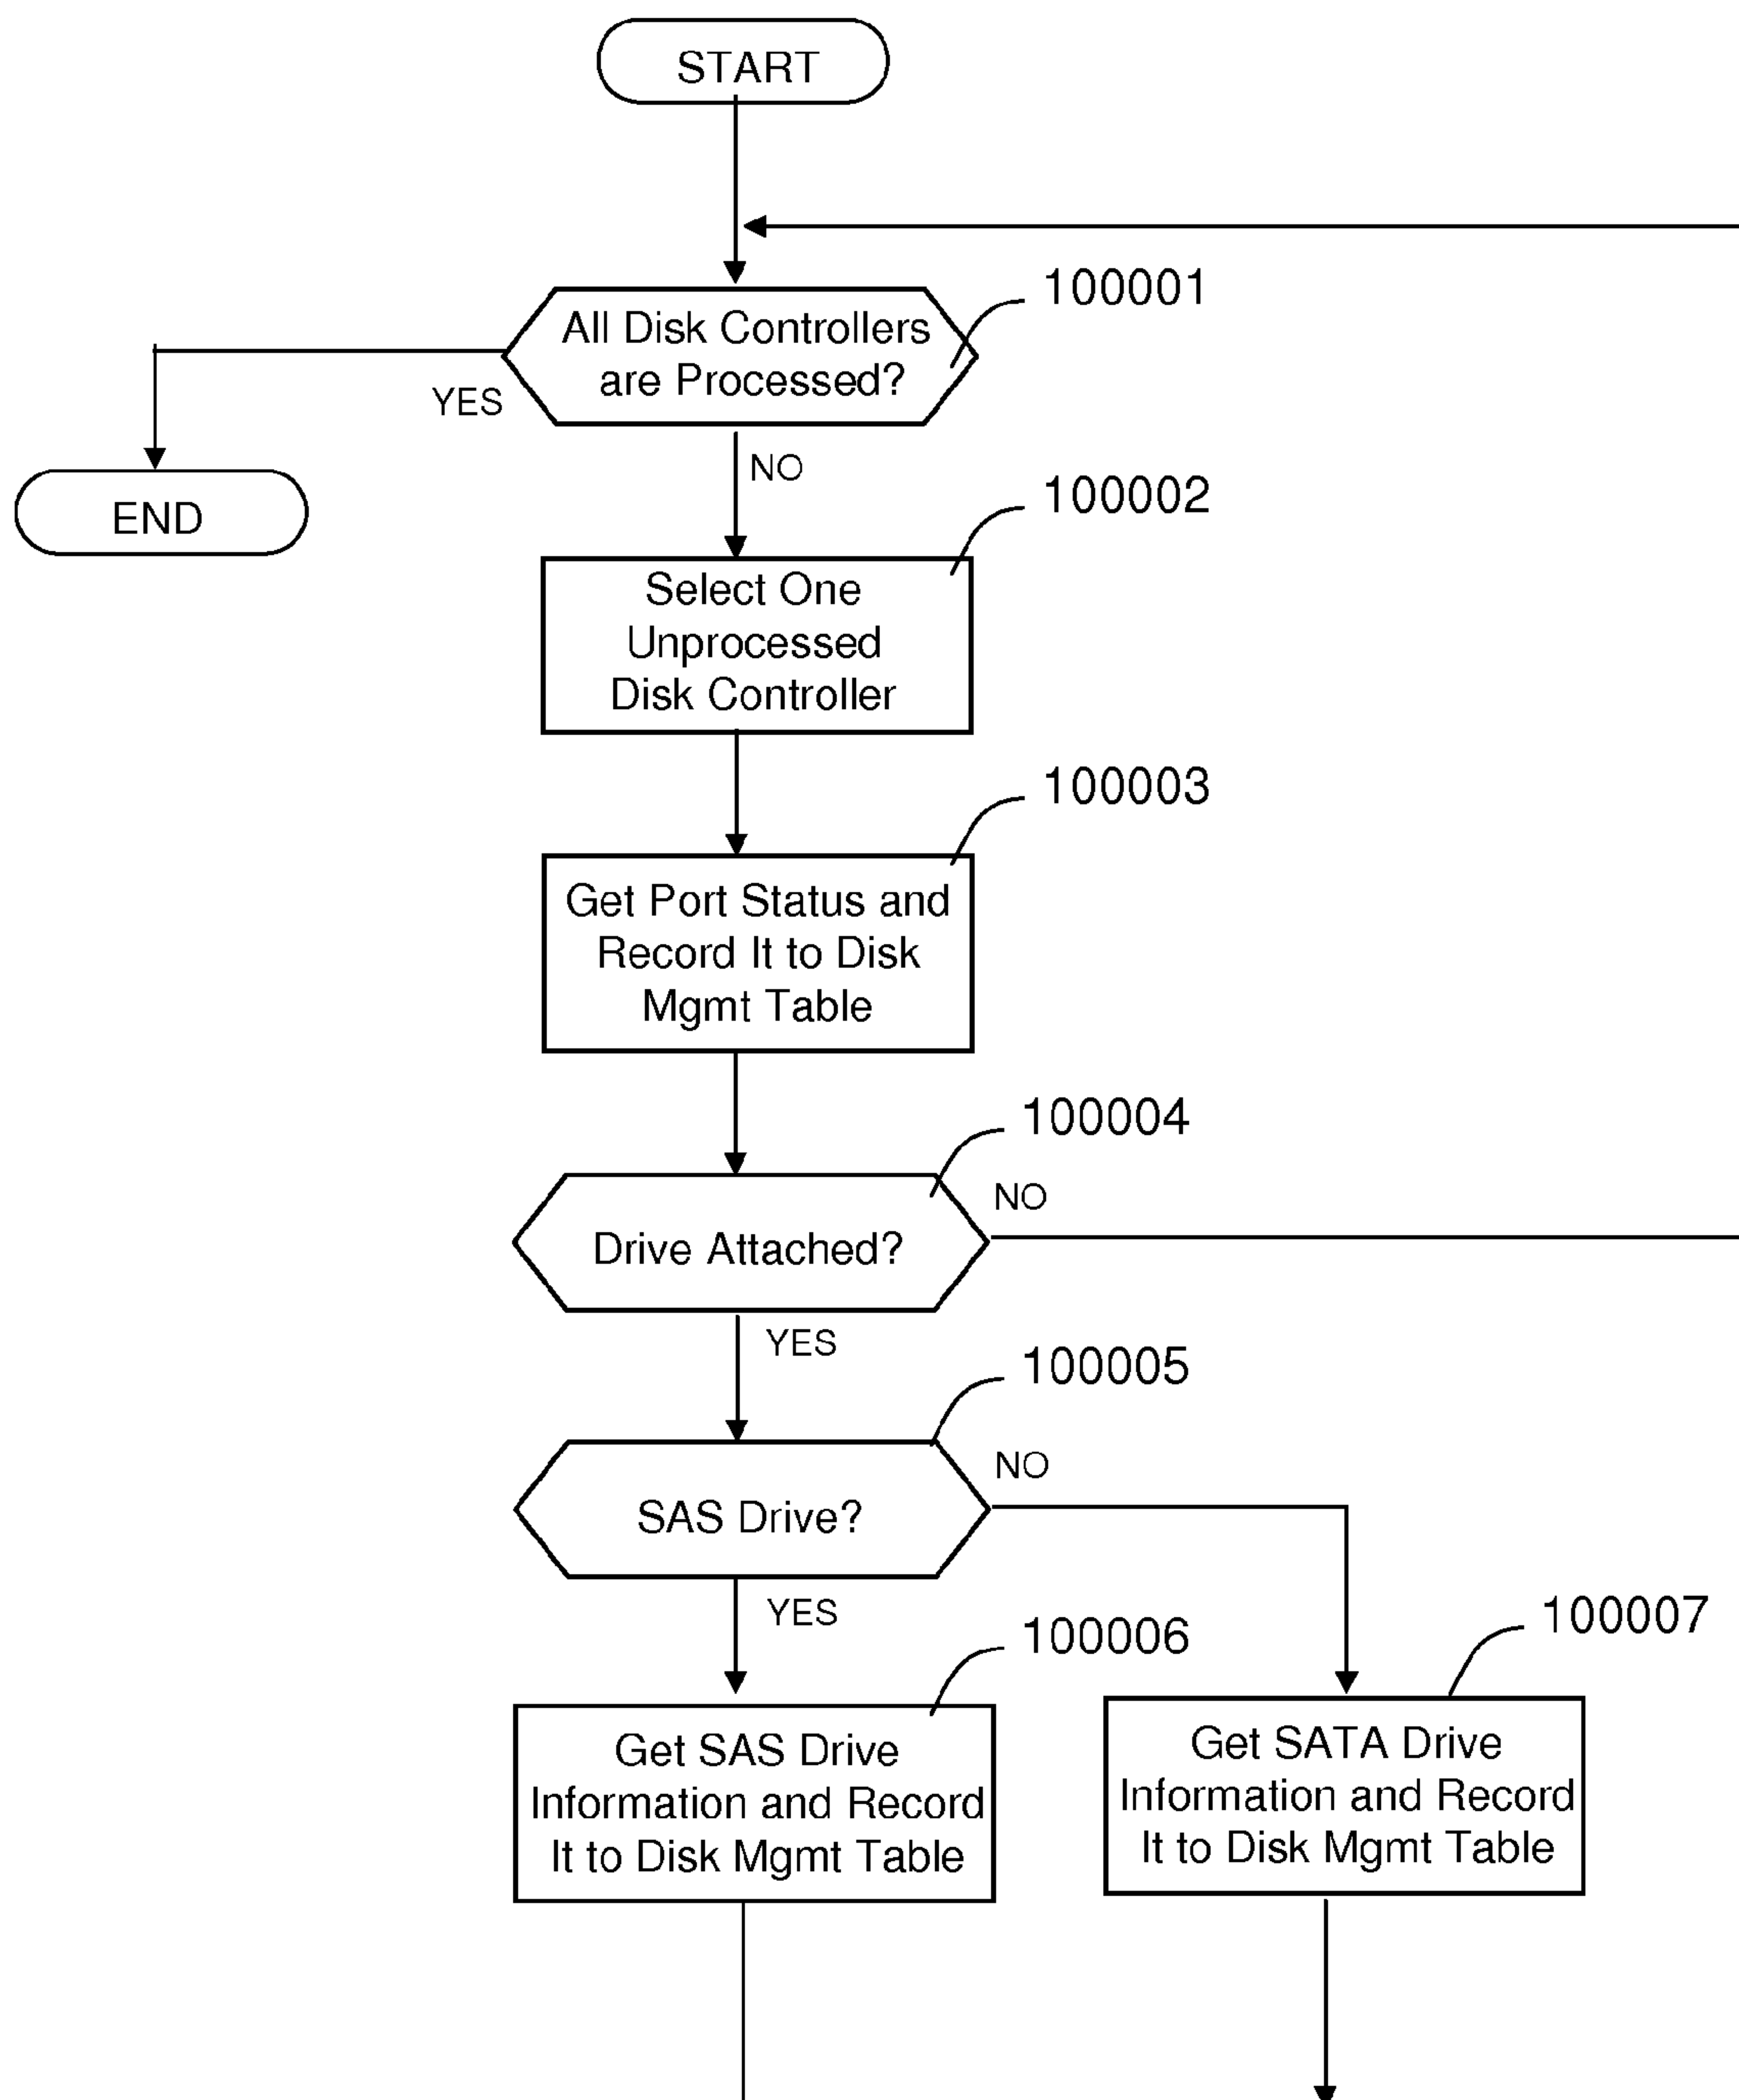 START
100001
All Disk Controllers
are Processed?
YES
NO
END
100002
Select One
Unprocessed
Disk Controller
100003
Get Port Status and
Record It to Disk
Mgmt Table
100004
NO
Drive Attached?
YES
100005
NO
SAS Drive?
YES
100006
100007
Get SAS Drive
Information and Record
It to Disk Mgmt Table
Get SATA Drive
Information and Record
It to Disk Mgmt Table